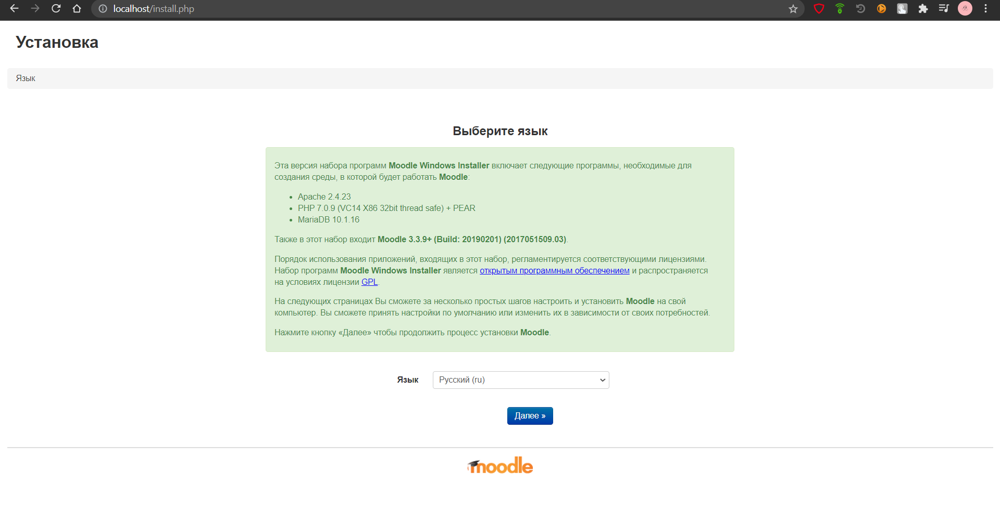 localhost/install.php
Установка
Язык
Выберите язык
Эта версия набора программ Moodle Windows Installer включает следующие программы, необходимые для
создания среды, в которой будет работать Moodle:
• Apache 2.4.23
• PHP 7.0.9 (VC14 X86 32bit thread safe) + PEAR
• MariaDB 10.1.16
Также в этот набор входит Moodle 3.3.9+ (Build: 20190201) (2017051509.03).
Порядок использования приложений, входящих в этот набор, регламентируется соответствующими лицензиями.
Набор программ Moodle Windows Installer является открытым программным обеспечением и распространяется
на условиях лицензии GPL.
На следующих страницах Вы сможете за несколько простых шагов настроить и установить Moodle на свой
компьютер. Вы сможете принять настройки по умолчанию или изменить их в зависимости от своих потребностей.
Нажмите кнопку «Далее» чтобы продолжить процесс установки Moodle.
Язык Русский (ru)
Далее »
moodle